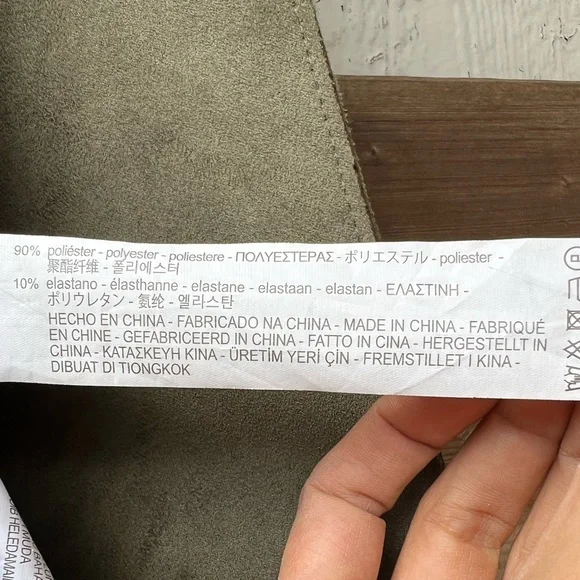 90% poliéster - polyester - poliestere - ΠΟΛΥΕΣΤΕΡΑΣ - ポリエステル - poliester -
聚酯纤维 - 폴리에스터
10% elastano - élasthanne - elastane - elastaan - elastan - ΕΛΑΣΤΙΝΗ -
ポリウレタン - 氨纶 - 엘라스탄
HECHO EN CHINA - FABRICADO NA CHINA - MADE IN CHINA - FABRIQUÉ
EN CHINE - GEFABRICEERD IN CHINA - FATTO IN CINA - HERGESTELLT IN
CHINA - ΚΑΤΑΣΚΕΥΗ ΚΙΝΑ - ÜRETİM YERİ ÇİN - FREMSTILLET I KINA -
DIBUAT DI TIONGKOK
MUDA